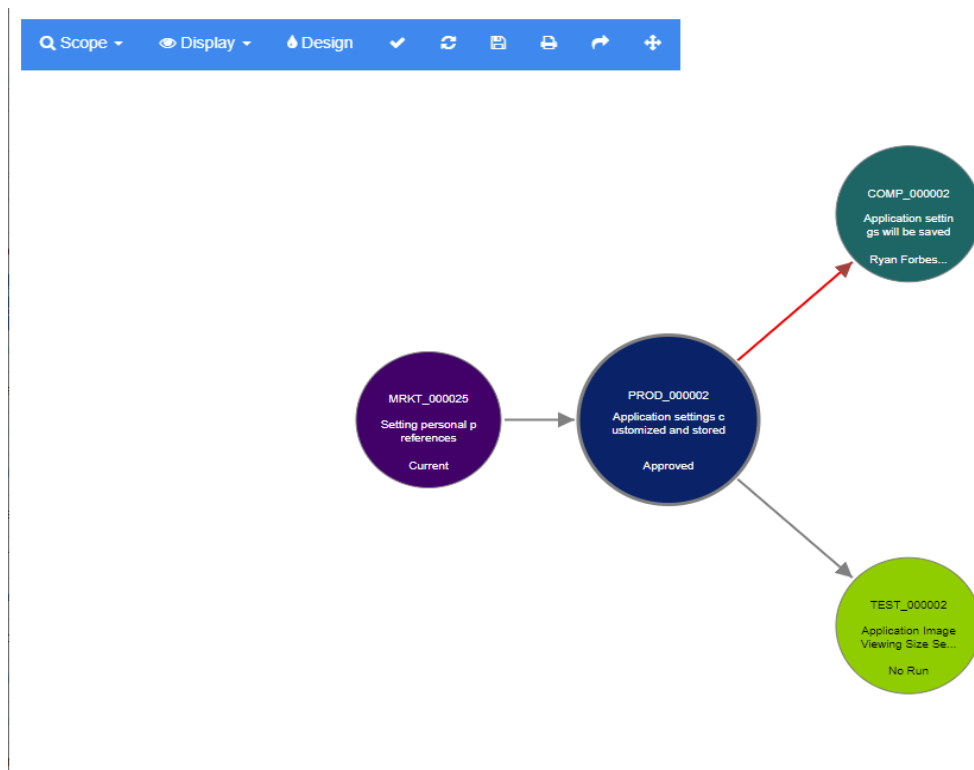 Scope Display Design
COMP_000002
Application settin
gs will be saved
Ryan Forbes...
MRKT_000025
Setting personal p
references
Current
PROD_000002
Application settings c
ustomized and stored
Approved
TEST_000002
Application Image
Viewing Size Se...
No Run